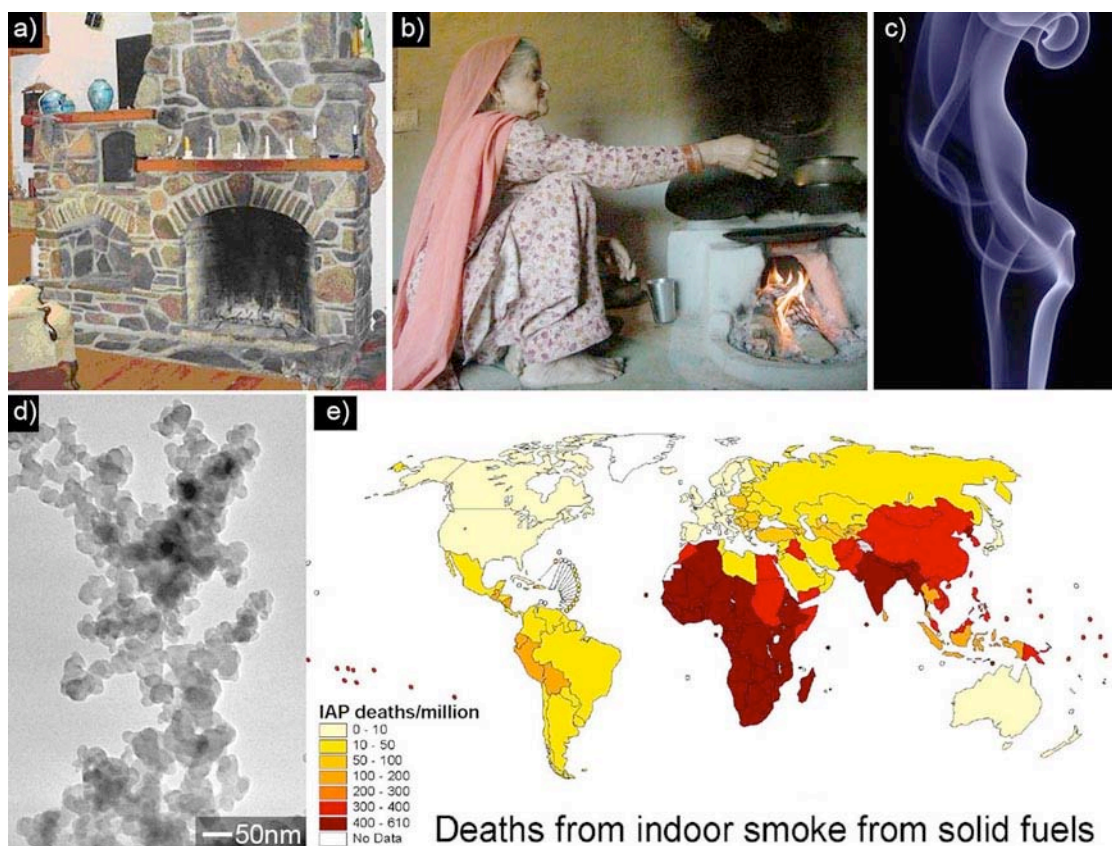 a)
b)
c)
d)
e)
IAP deaths/million
0 - 10
10 - 50
50 - 100
100 - 200
200 - 300
300 - 400
400 - 610
No Data
50nm
Deaths from indoor smoke from solid fuels